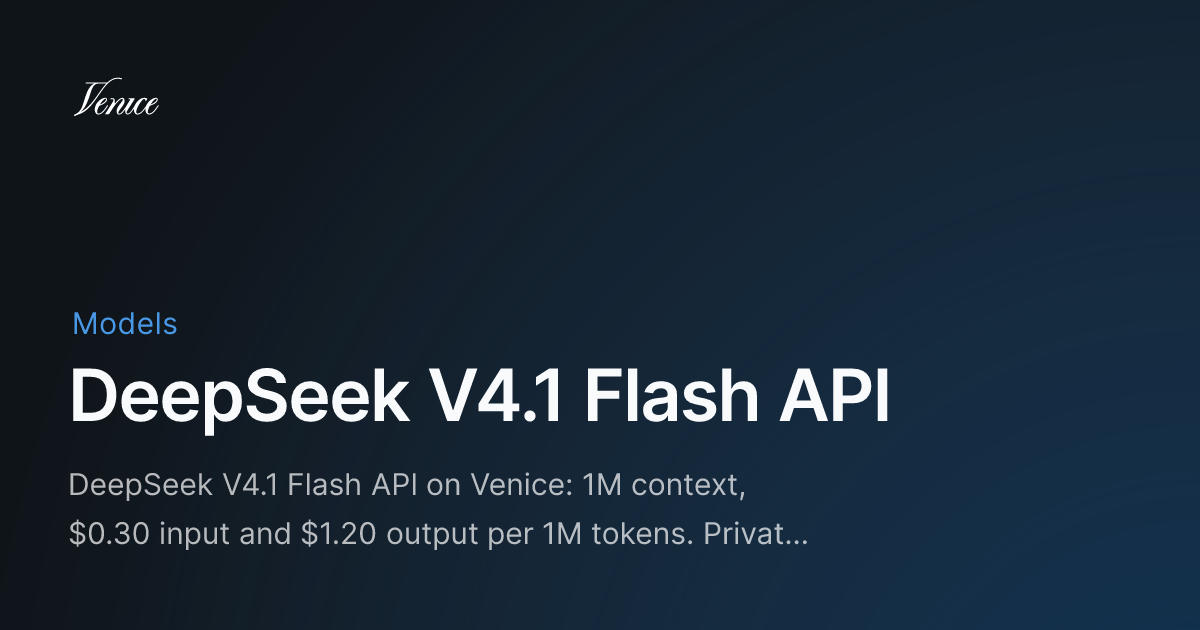 Venice
Models
DeepSeek V4.1 Flash API
DeepSeek V4.1 Flash API on Venice: 1M context,
$0.30 input and $1.20 output per 1M tokens. Privat...